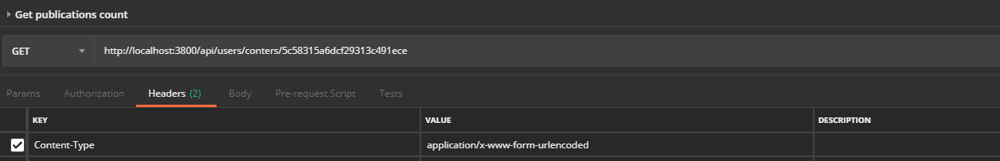 Get publications count
GET http://localhost:3800/api/users/conters/5c58315a6dcf29313c491ece
Params Authorization Headers (2) Body Pre-request Script Tests
KEY VALUE DESCRIPTION
Content-Type application/x-www-form-urlencoded